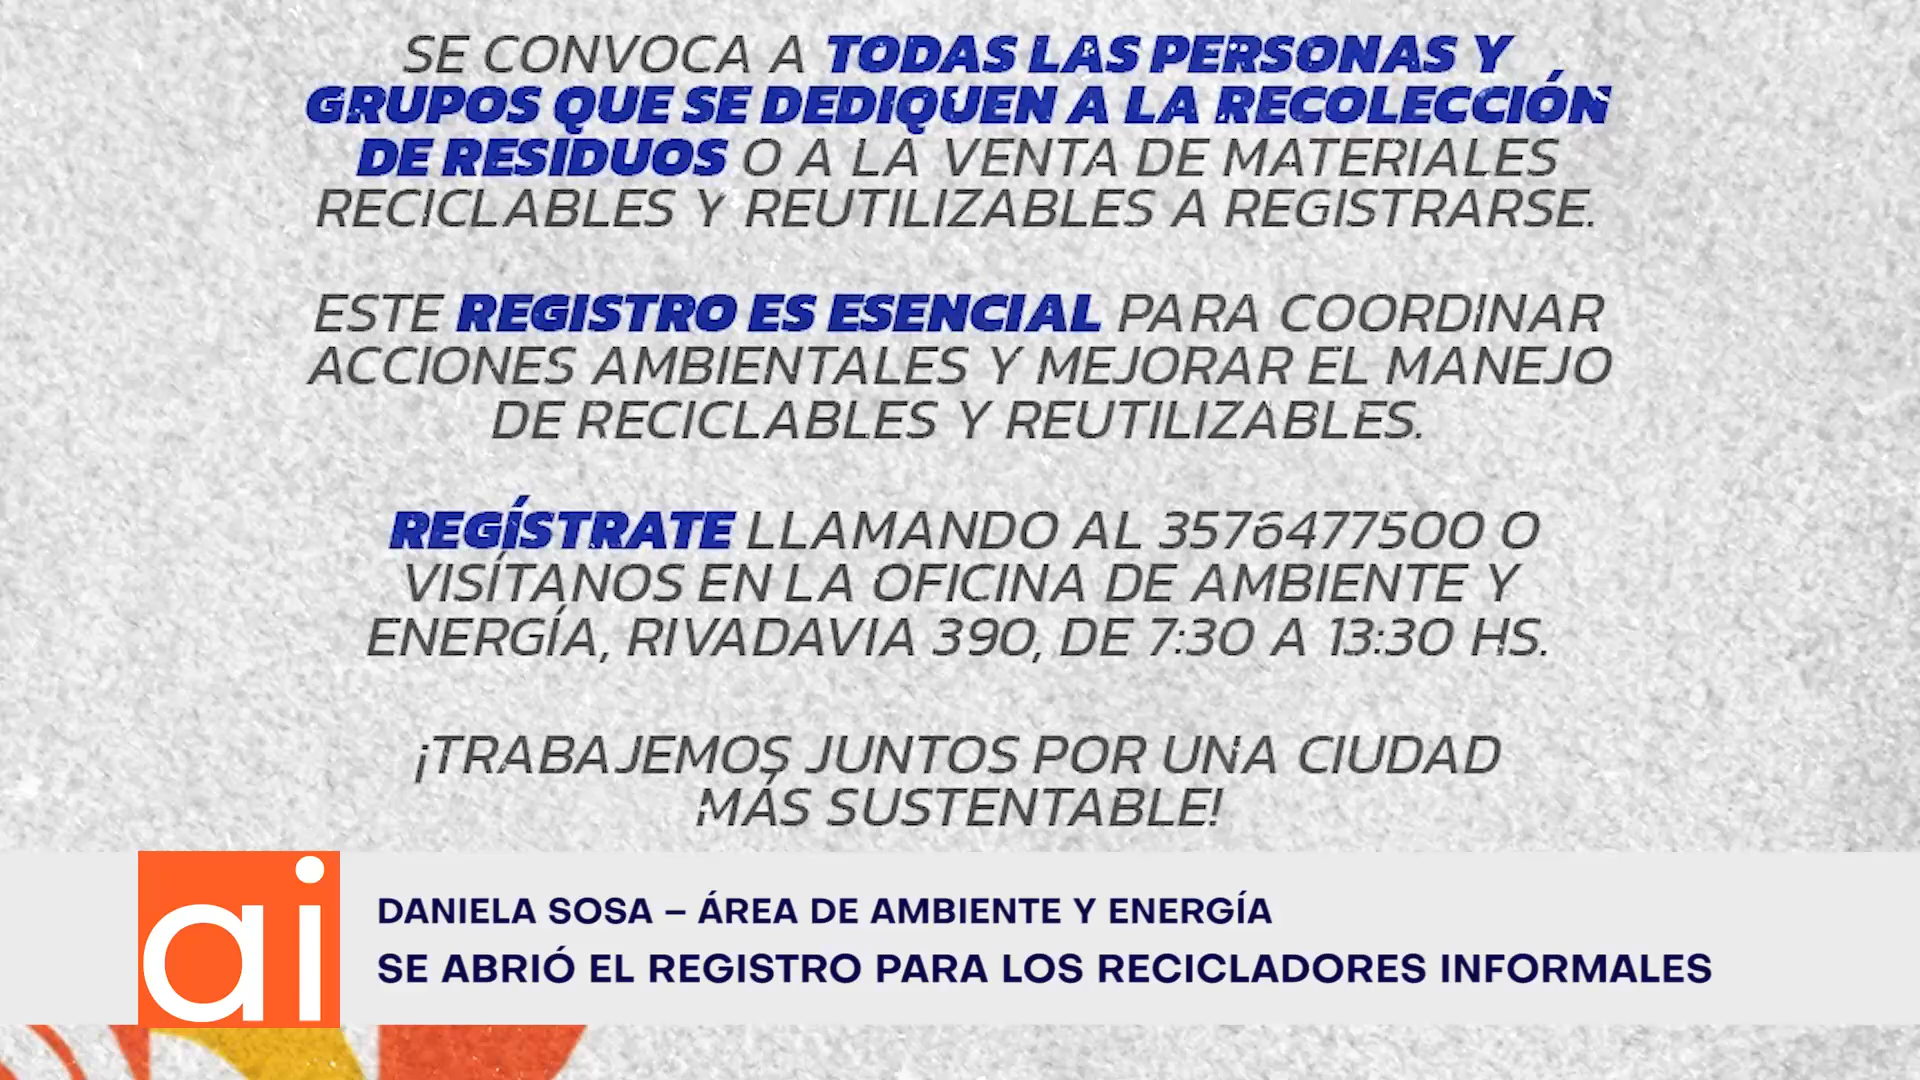 SE CONVOCA A TODAS LAS PERSONAS Y
GRUPOS QUE SE DEDIQUEN A LA RECOLECCIÓN
DE RESIDUOS O A LA VENTA DE MATERIALES
RECICLABLES Y REUTILIZABLES A REGISTRARSE.
ESTE REGISTRO ES ESENCIAL PARA COORDINAR
ACCIONES AMBIENTALES Y MEJORAR EL MANEJO
DE RECICLABLES Y REUTILIZABLES.
REGÍSTRATE LLAMANDO AL 3576477500 O
VISÍTANOS EN LA OFICINA DE AMBIENTE Y
ENERGÍA, RIVADAVIA 390, DE 7:30 A 13:30 HS.
¡TRABAJEMOS JUNTOS POR UNA CIUDAD
MÁS SUSTENTABLE!
ai
DANIELA SOSA – ÁREA DE AMBIENTE Y ENERGÍA
SE ABRIÓ EL REGISTRO PARA LOS RECICLADORES INFORMALES